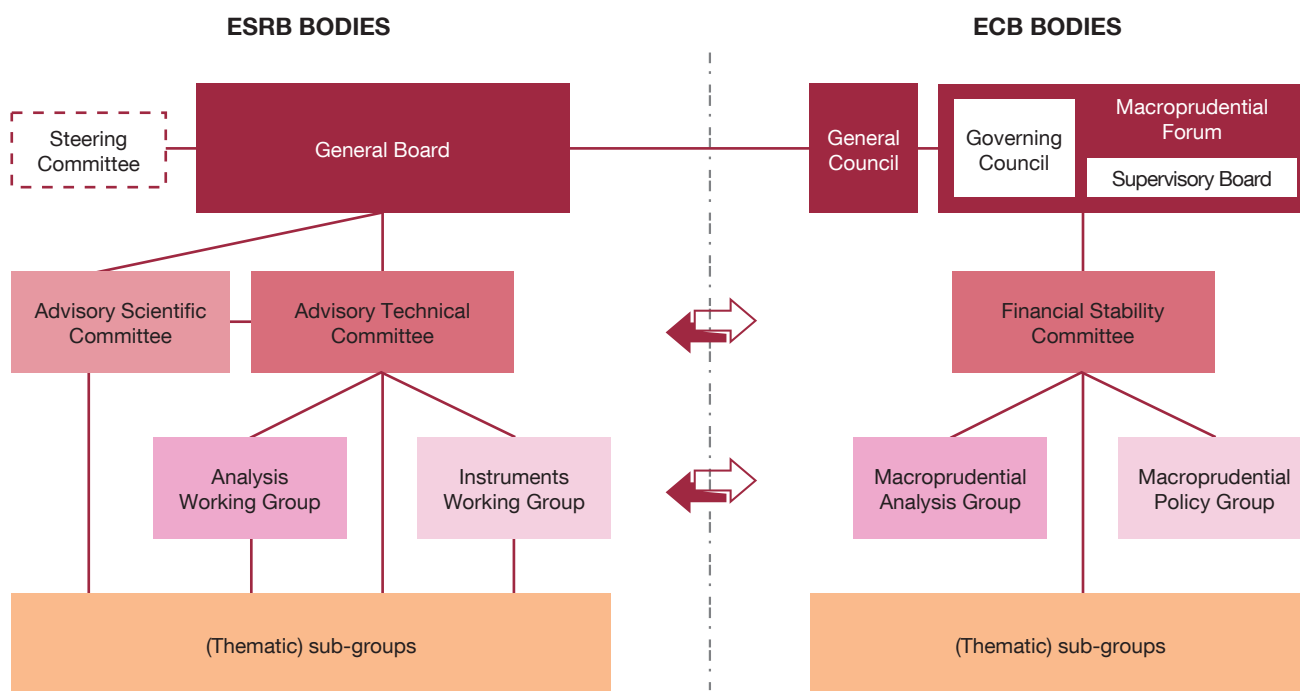 ESRB BODIES
ECB BODIES
Steering
Committee
General Board
General
Council
Governing
Council
Macroprudential
Forum
Supervisory Board
Advisory Scientific
Committee
Advisory Technical
Committee
Financial Stability
Committee
Analysis
Working Group
Instruments
Working Group
Macroprudential
Analysis Group
Macroprudential
Policy Group
(Thematic) sub-groups
(Thematic) sub-groups